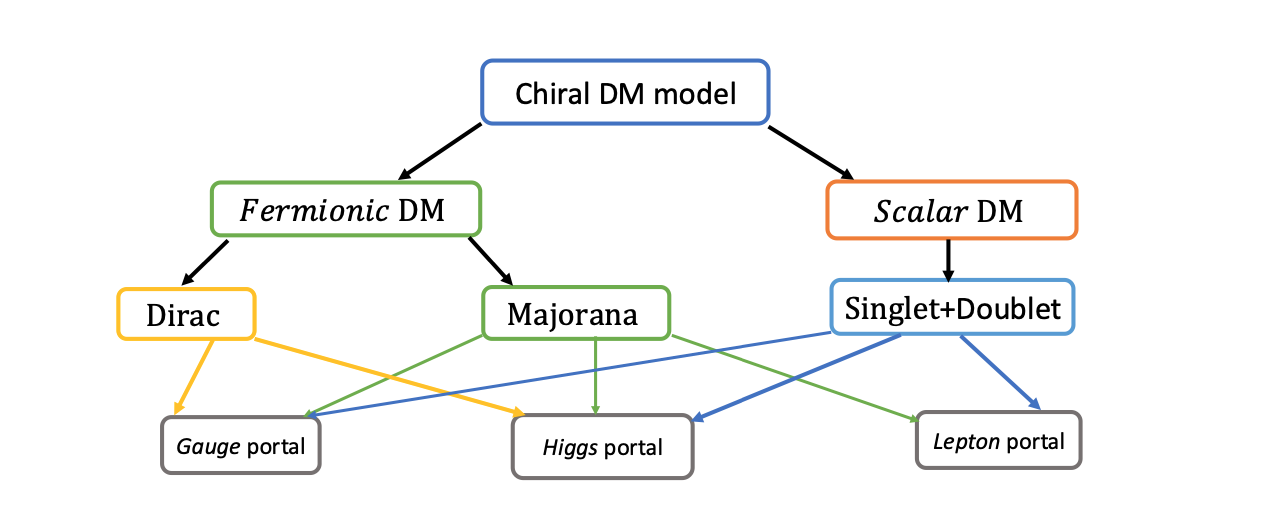 Chiral DM model
Fermionic DM
Scalar DM
Dirac
Majorana
Singlet+Doublet
Gauge portal
Higgs portal
Lepton portal